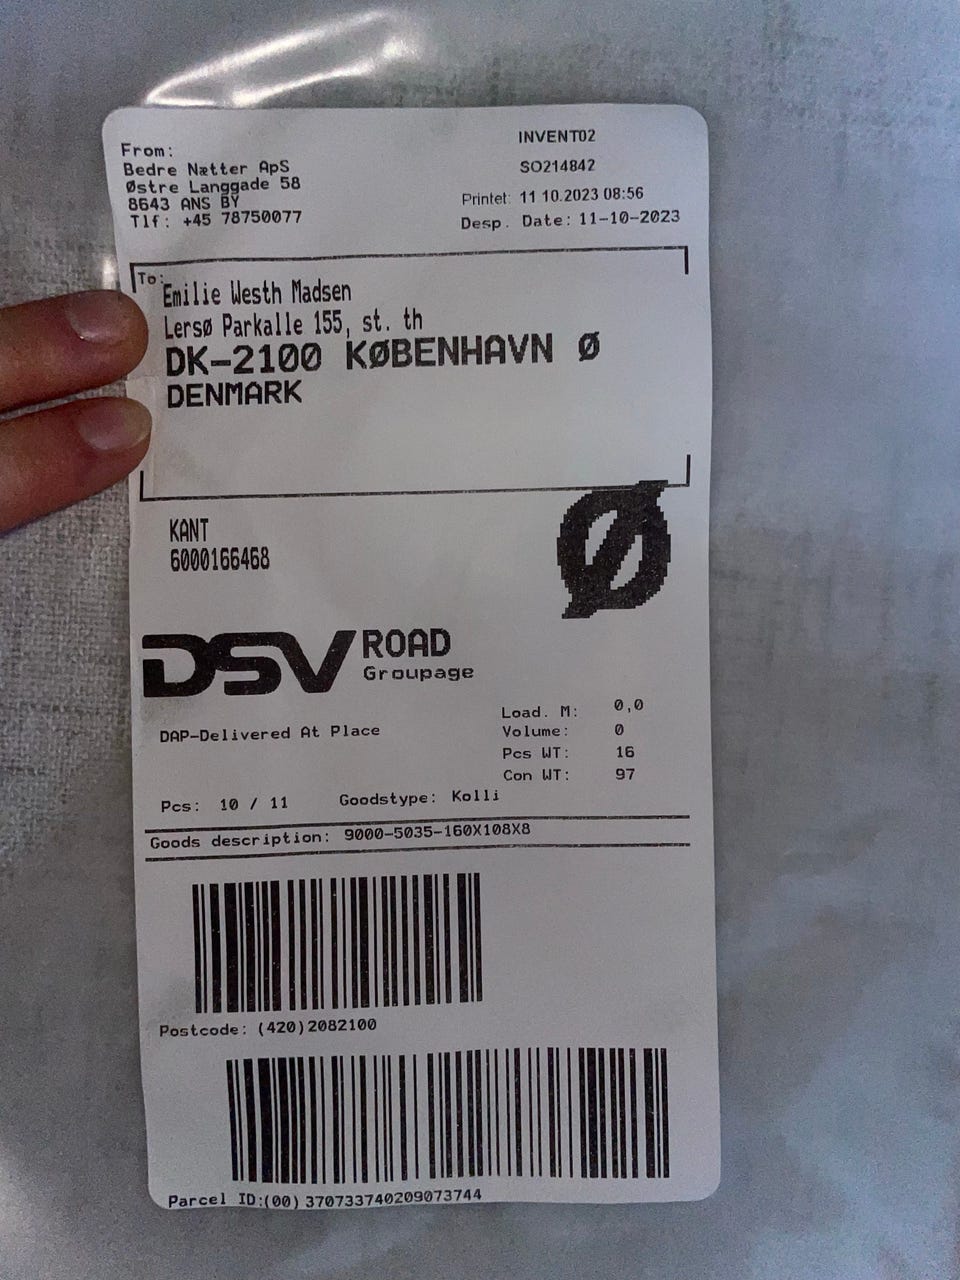 From:
Bedre Nætter ApS
Østre Langgade 58
8643 ANS BY
Tlf: +45 78750077
INVENT02
SO214842
Printet: 11 10.2023 08:56
Desp. Date: 11-10-2023
To:
Emilie Westh Madsen
Lersø Parkalle 155, st. th
DK-2100 KØBENHAVN Ø
DENMARK
KANT
6000166468
Ø
DSV ROAD
Groupage
DAP-Delivered At Place
Load. M: 0,0
Volume: 0
Pcs WT: 16
Con WT: 97
Pcs: 10 / 11 Goodstype: Kolli
Goods description: 9000-5035-160X108X8
Postcode: (420)2082100
Parcel ID:(00) 370733740209073744